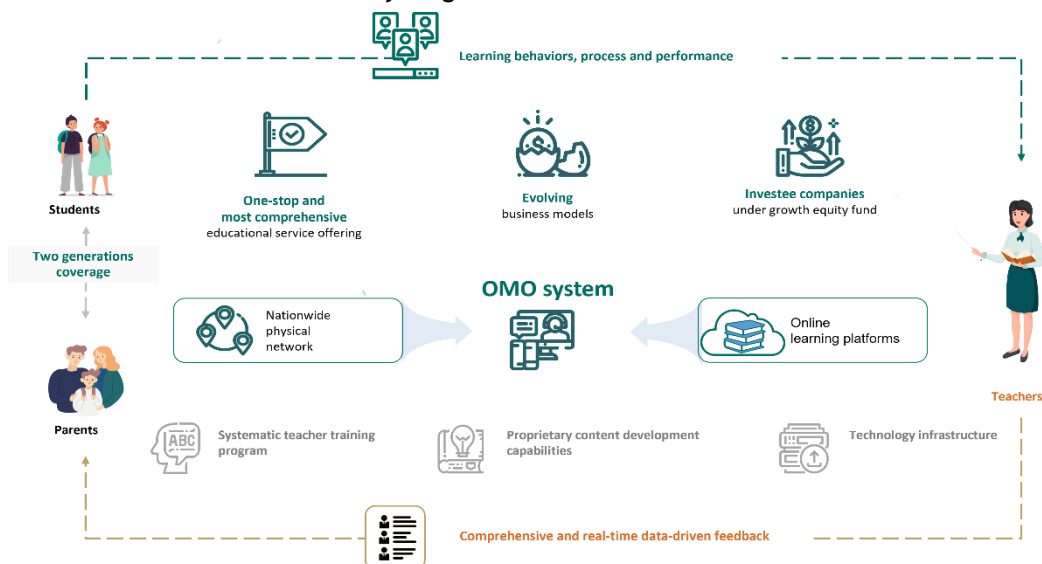 Learning behaviors, process and performance
Students
One-stop and
most comprehensive
educational service offering
Evolving
business models
Investee companies
under growth equity fund
Two generations
coverage
OMO system
Nationwide
physical
network
Online
learning platforms
Parents
Teachers
ABC
Systematic teacher training
program
Proprietary content development
capabilities
Technology infrastructure
Comprehensive and real-time data-driven feedback